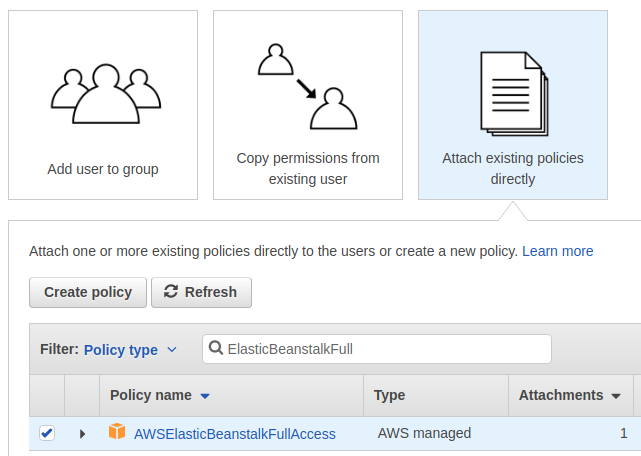 Add user to group
Copy permissions from
existing user
Attach existing policies
directly
Attach one or more existing policies directly to the users or create a new policy. Learn more
Create policy Refresh
Filter: Policy type ElasticBeanstalkFull
Policy name Type Attachments
AWSElasticBeanstalkFullAccess AWS managed 1